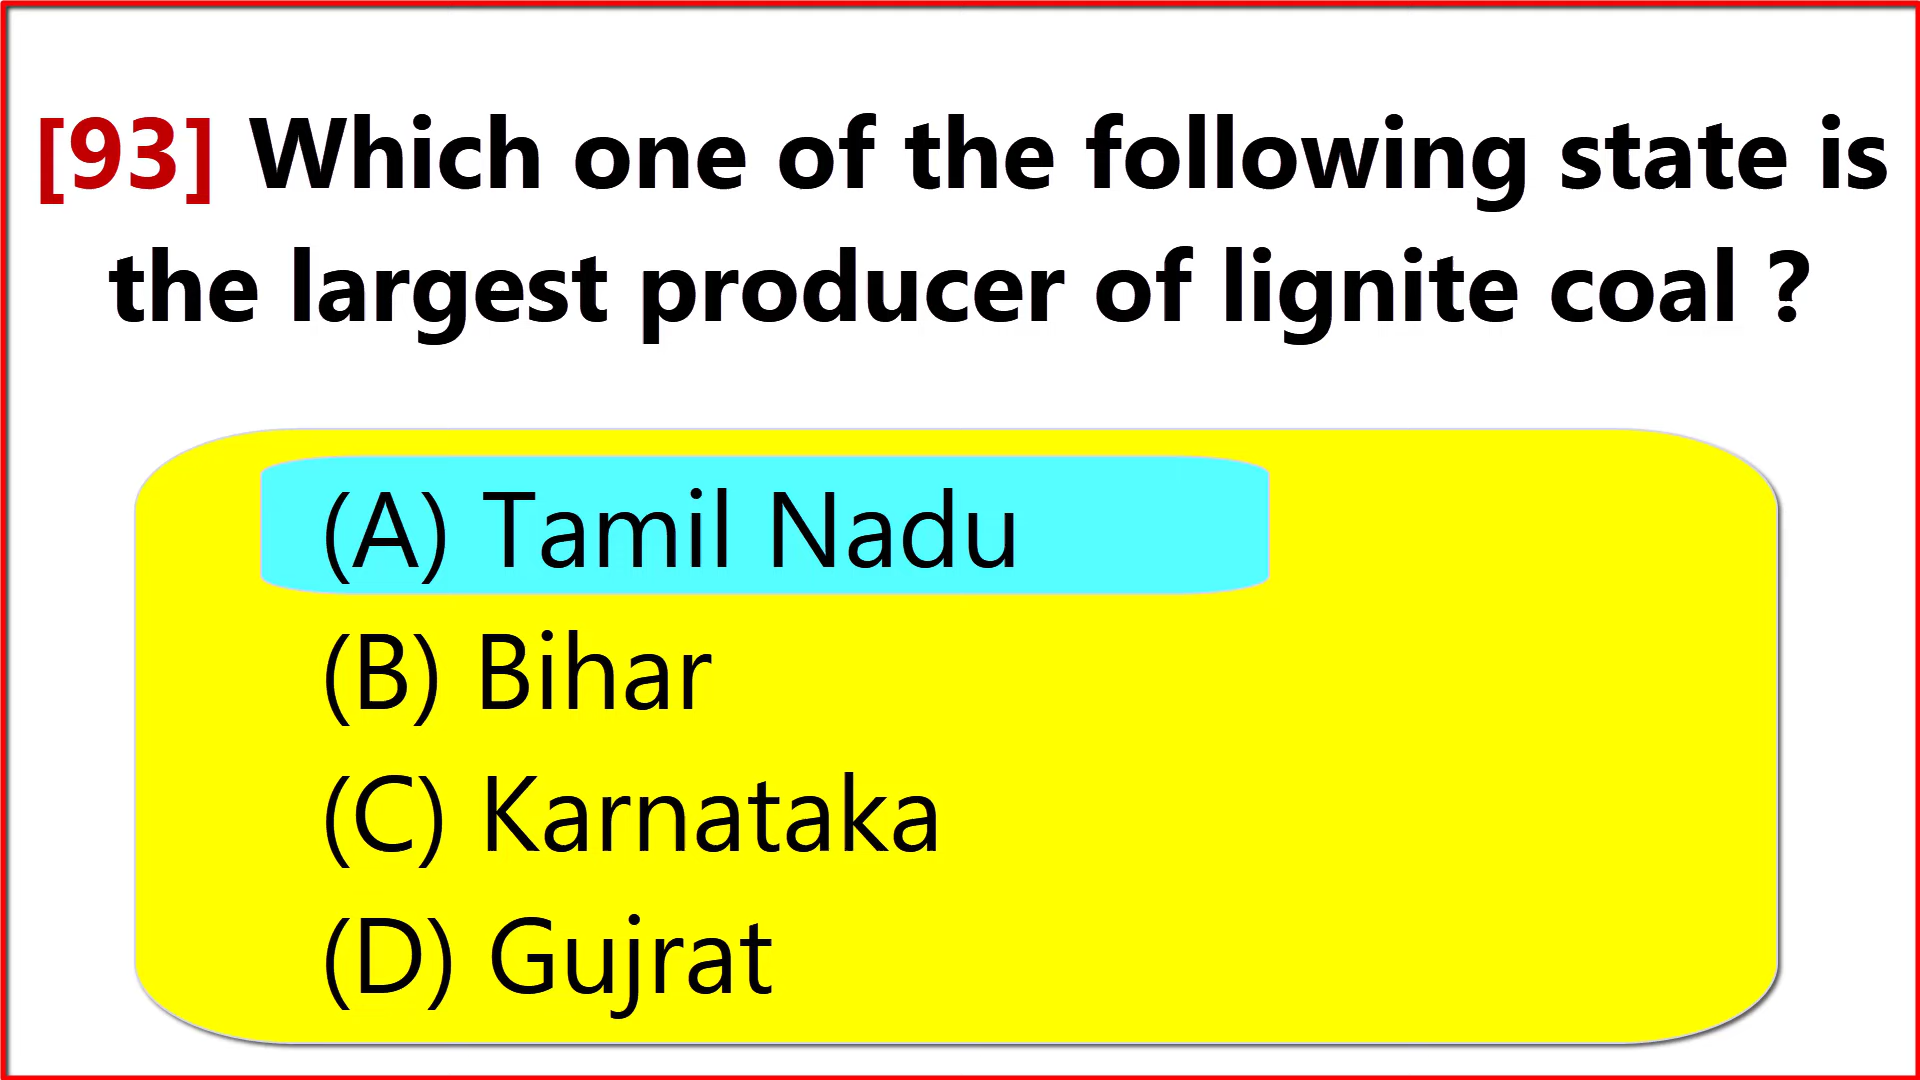 [93] Which one of the following state is
the largest producer of lignite coal ?
(A) Tamil Nadu
(B) Bihar
(C) Karnataka
(D) Gujrat